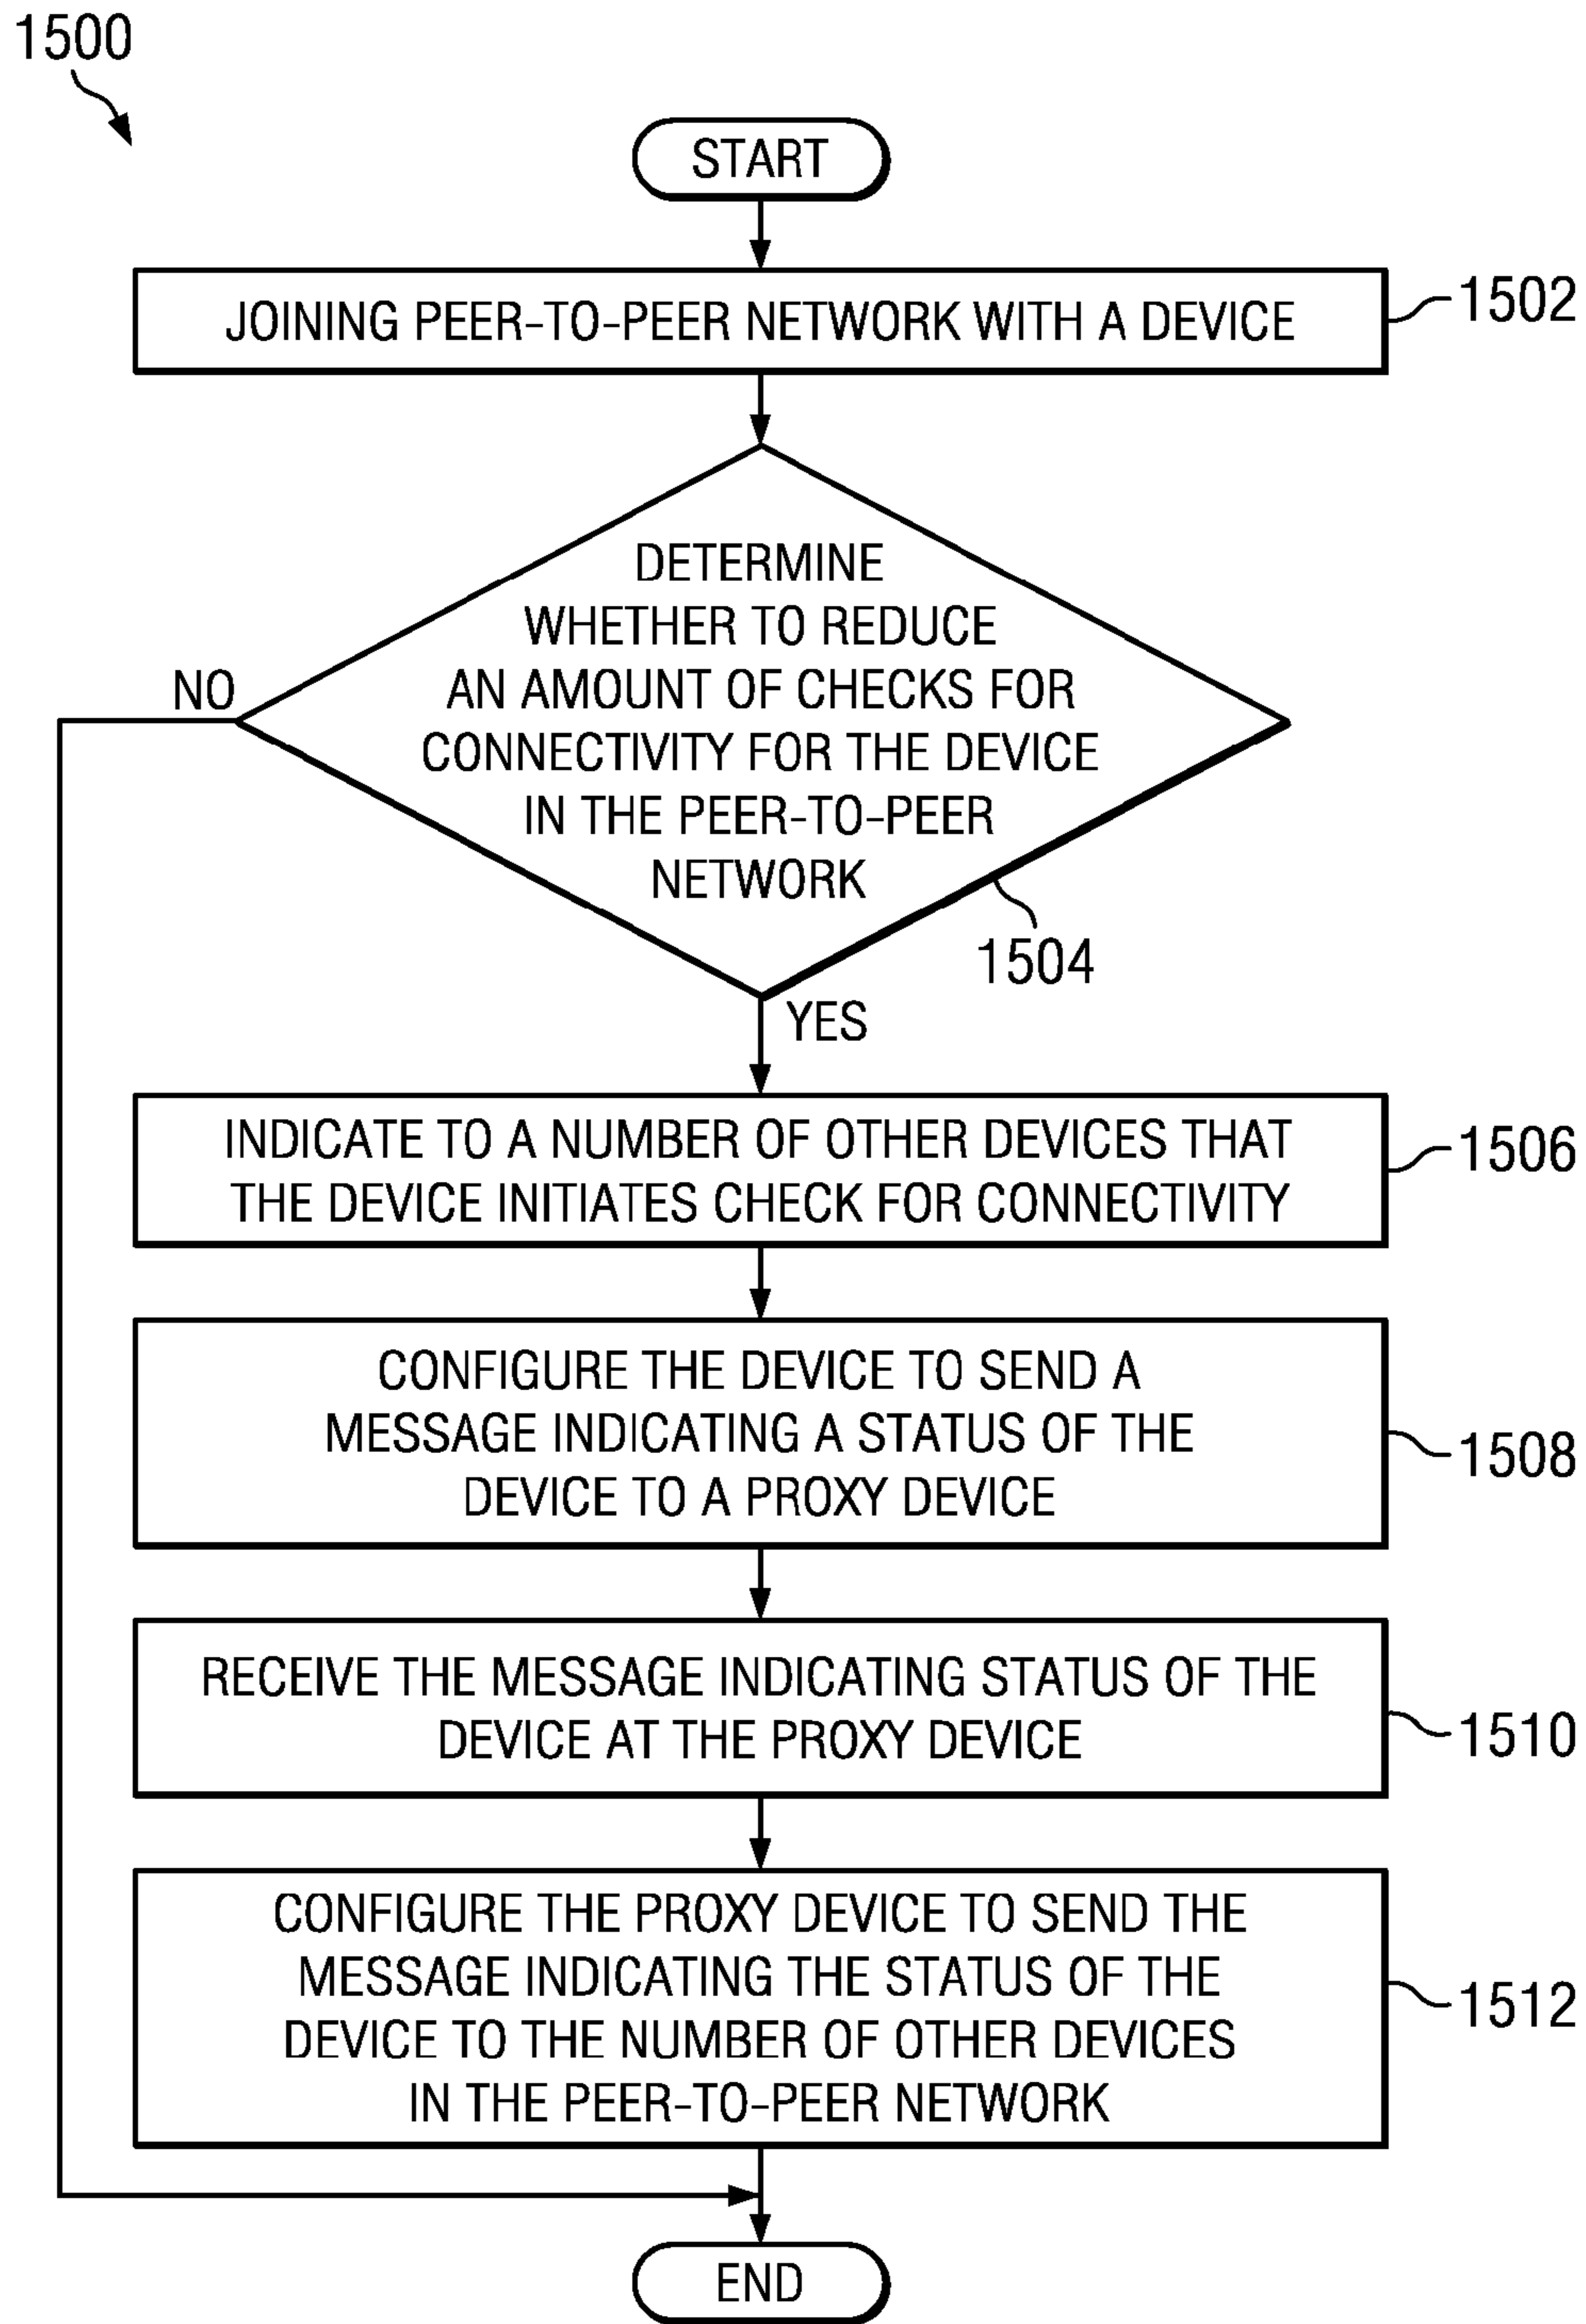 1500
START
JOINING PEER-TO-PEER NETWORK WITH A DEVICE
1502
DETERMINE
WHETHER TO REDUCE
AN AMOUNT OF CHECKS FOR
CONNECTIVITY FOR THE DEVICE
IN THE PEER-TO-PEER
NETWORK
NO
1504
YES
INDICATE TO A NUMBER OF OTHER DEVICES THAT
THE DEVICE INITIATES CHECK FOR CONNECTIVITY
1506
CONFIGURE THE DEVICE TO SEND A
MESSAGE INDICATING A STATUS OF THE
DEVICE TO A PROXY DEVICE
1508
RECEIVE THE MESSAGE INDICATING STATUS OF THE
DEVICE AT THE PROXY DEVICE
1510
CONFIGURE THE PROXY DEVICE TO SEND THE
MESSAGE INDICATING THE STATUS OF THE
DEVICE TO THE NUMBER OF OTHER DEVICES
IN THE PEER-TO-PEER NETWORK
1512
END